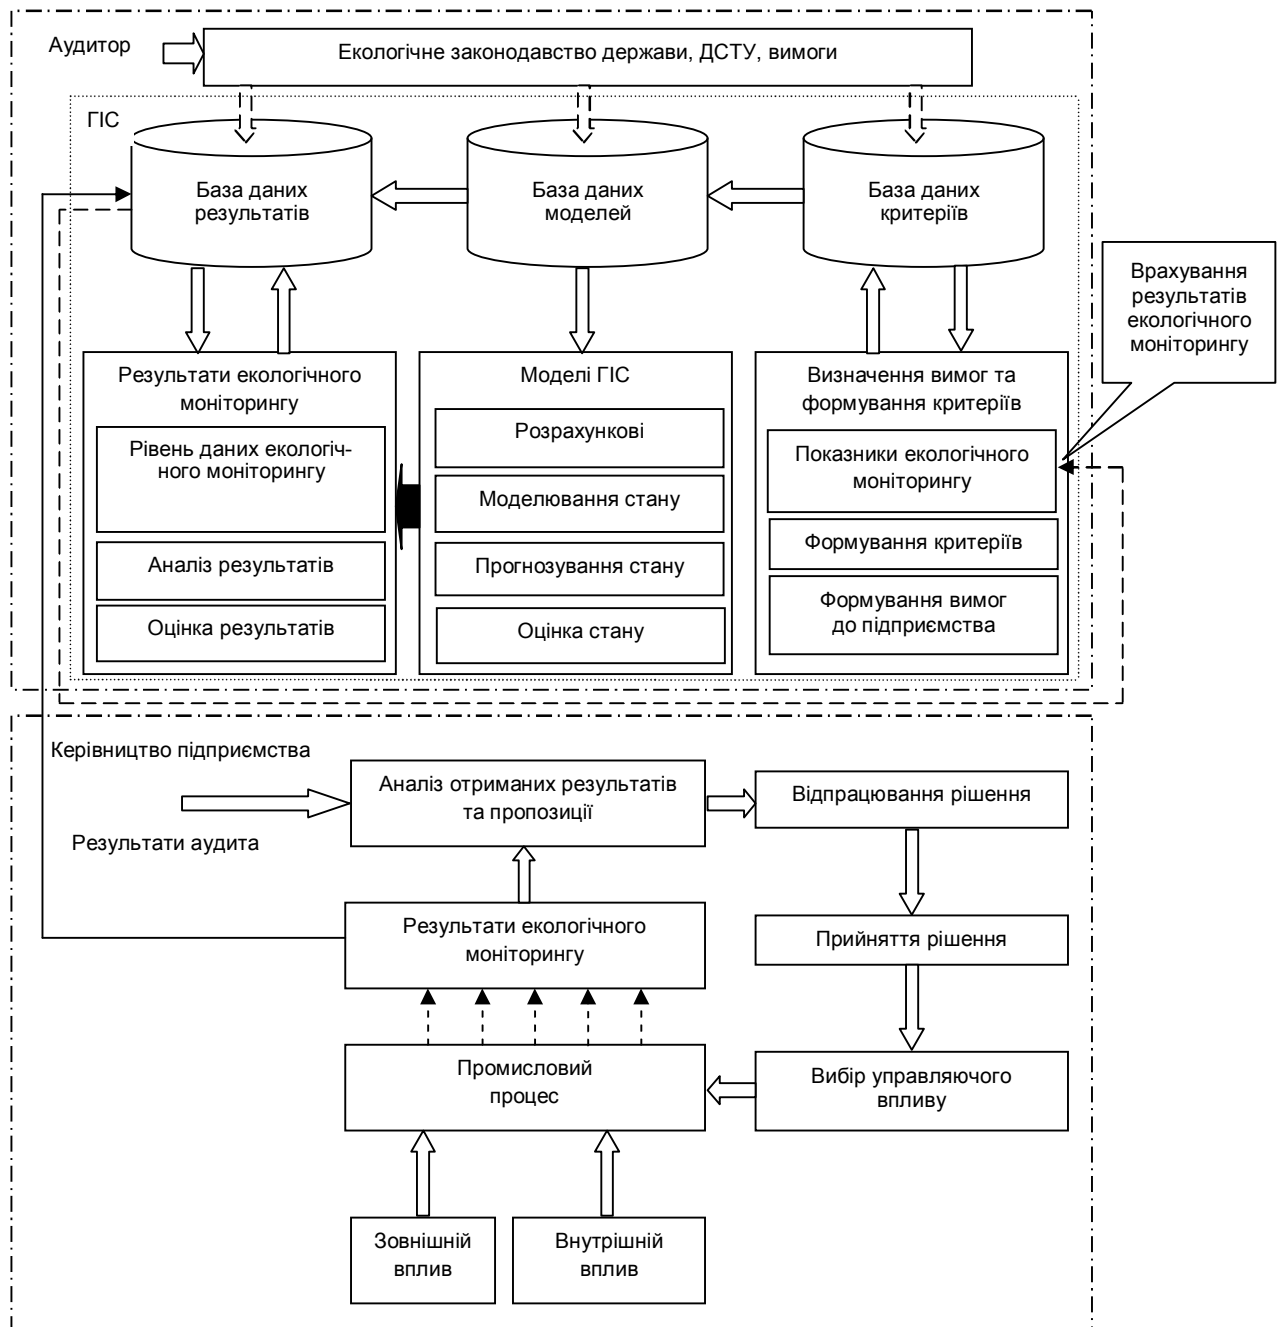 Аудитор
Екологічне законодавство держави, ДСТУ, вимоги
ГІС
База даних
результатів
База даних
моделей
База даних
критеріїв
Врахування
результатів
екологічного
моніторингу
Результати екологічного
моніторингу
Рівень даних екологіч-
ного моніторингу
Аналіз результатів
Оцінка результатів
Моделі ГІС
Розрахункові
Моделювання стану
Прогнозування стану
Оцінка стану
Визначення вимог та
формування критеріїв
Показники екологічного
моніторингу
Формування критеріїв
Формування вимог
до підприємства
Керівництво підприємства
Результати аудита
Аналіз отриманих результатів
та пропозиції
Відпрацювання рішення
Результати екологічного
моніторингу
Прийняття рішення
Промисловий
процес
Вибір управляючого
впливу
Зовнішній
вплив
Внутрішній
вплив